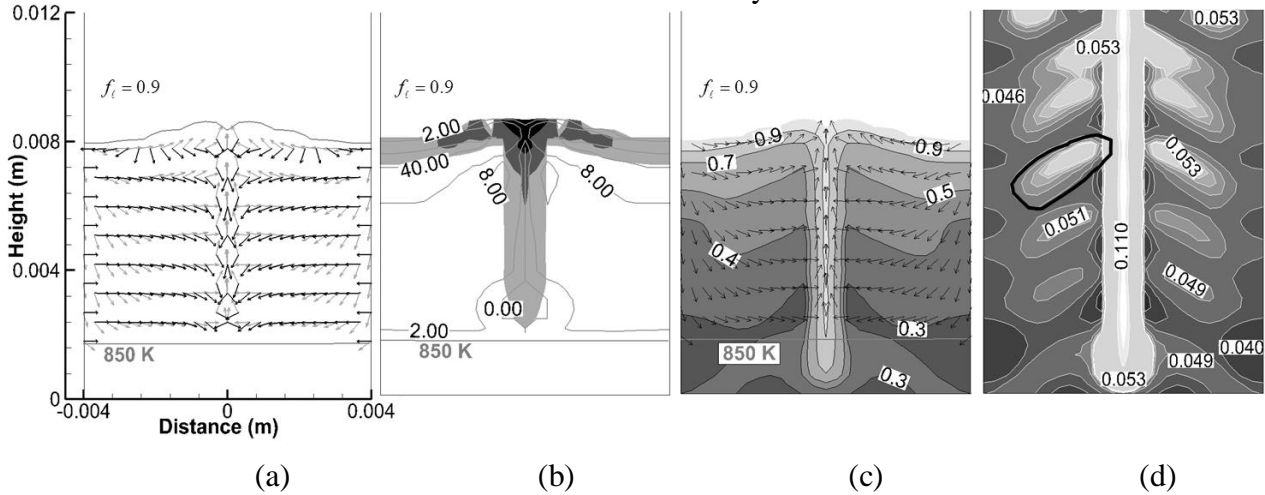 0.012
0.008
0.004
0
Height (m)
-0.004 0 0.004
Distance (m)
f_ℓ = 0.9
850 K
f_ℓ = 0.9
2.00
40.00
8.00
8.00
0.00
2.00
850 K
f_ℓ = 0.9
0.9
0.9
0.7
0.5
0.4
0.3
850 K
0.3
0.053
0.053
0.046
0.053
0.051
0.110
0.049
0.049
0.040
0.053
(a) (b) (c) (d)